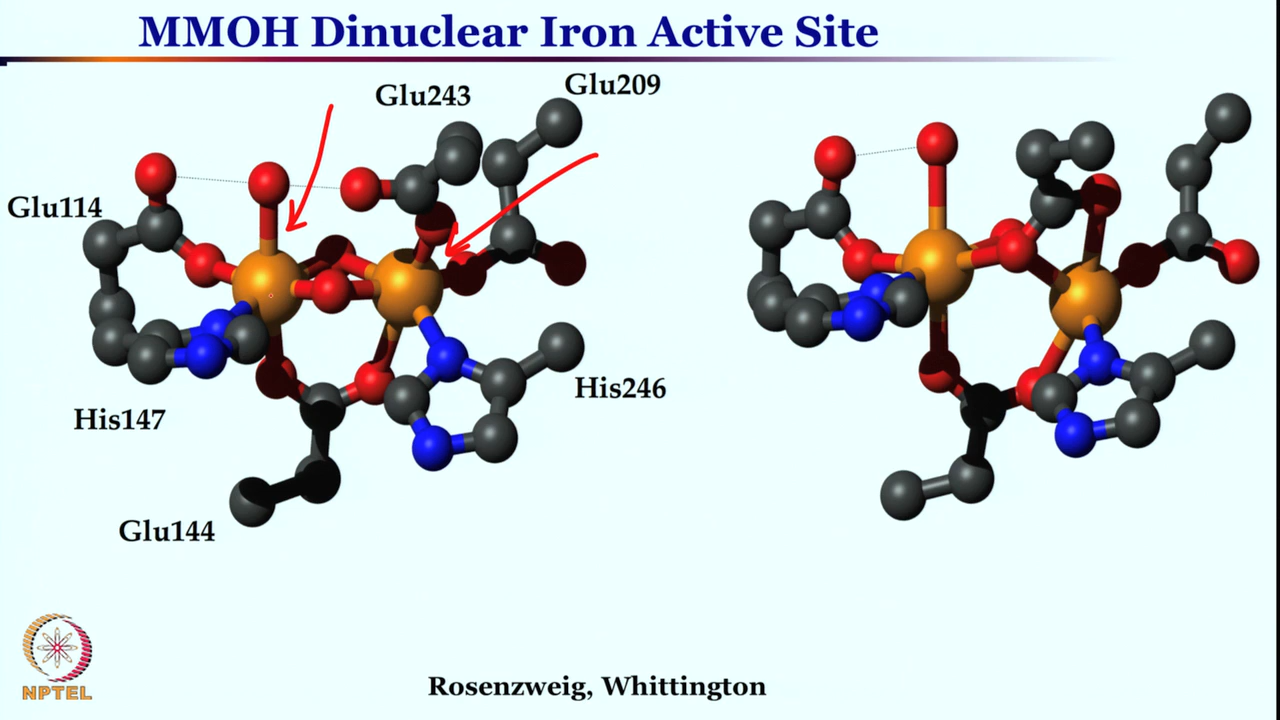 MMOH Dinuclear Iron Active Site
Glu243
Glu209
Glu114
His246
His147
Glu144
NPTEL
Rosenzweig, Whittington